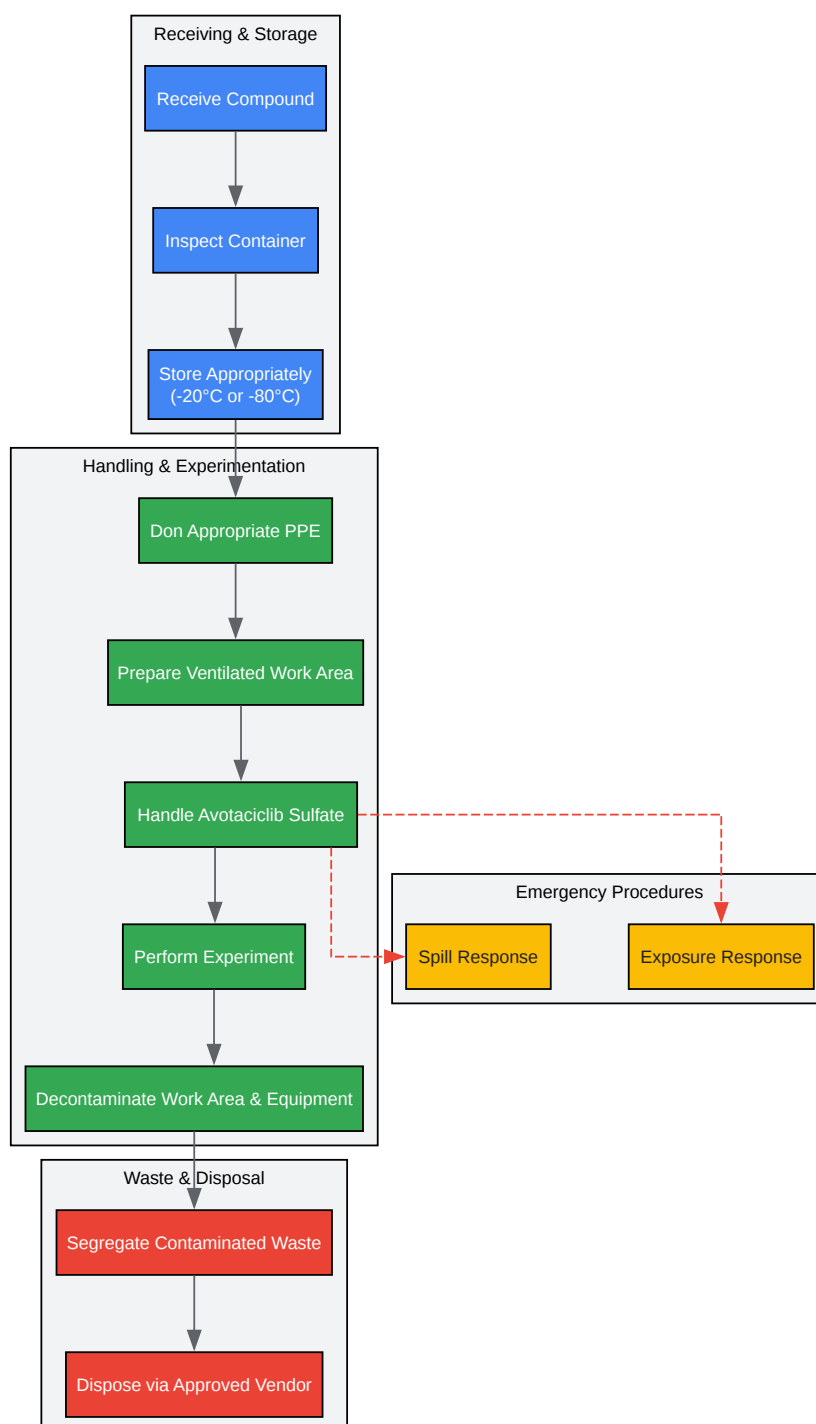 Receiving & Storage
Receive Compound
Inspect Container
Store Appropriately
(-20°C or -80°C)
Handling & Experimentation
Don Appropriate PPE
Prepare Ventilated Work Area
Handle Avotaciclib Sulfate
Emergency Procedures
Perform Experiment
Spill Response
Exposure Response
Decontaminate Work Area & Equipment
Waste & Disposal
Segregate Contaminated Waste
Dispose via Approved Vendor